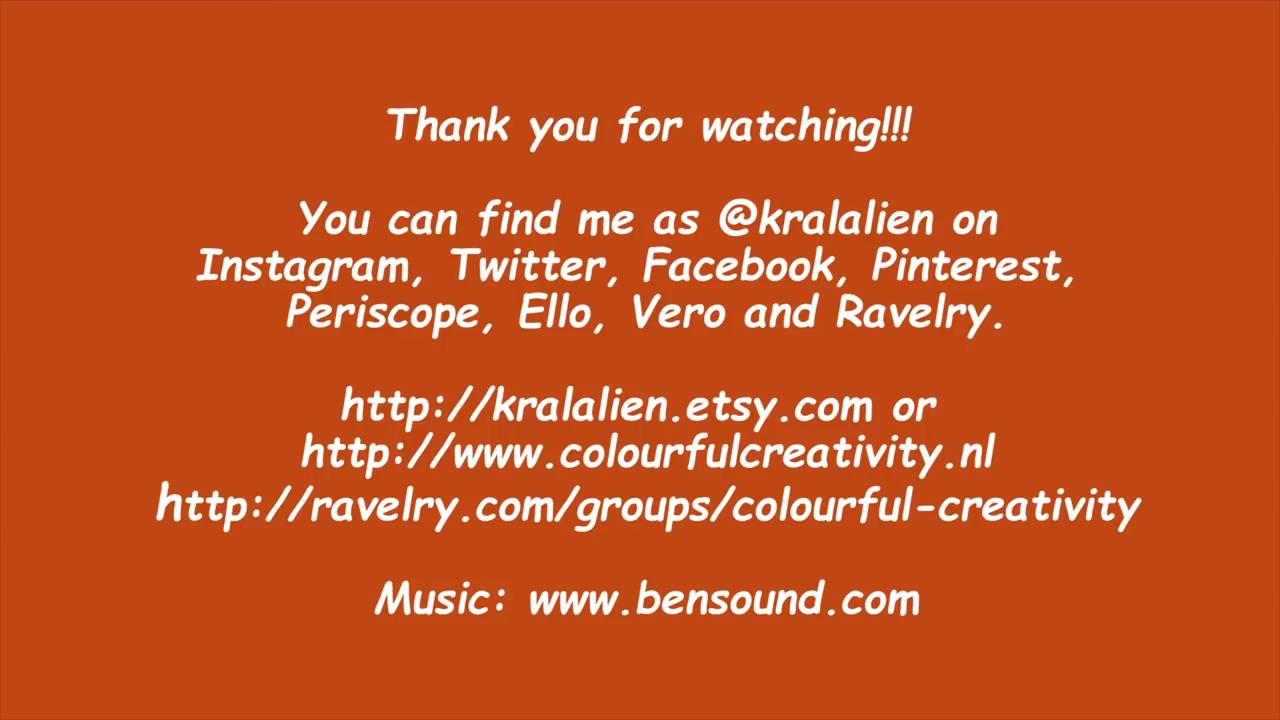 Thank you for watching!!!
You can find me as @kralalien on
Instagram, Twitter, Facebook, Pinterest,
Periscope, Ello, Vero and Ravelry.
http://kralalien.etsy.com or
http://www.colourfulcreativity.nl
http://ravelry.com/groups/colourful-creativity
Music: www.bensound.com